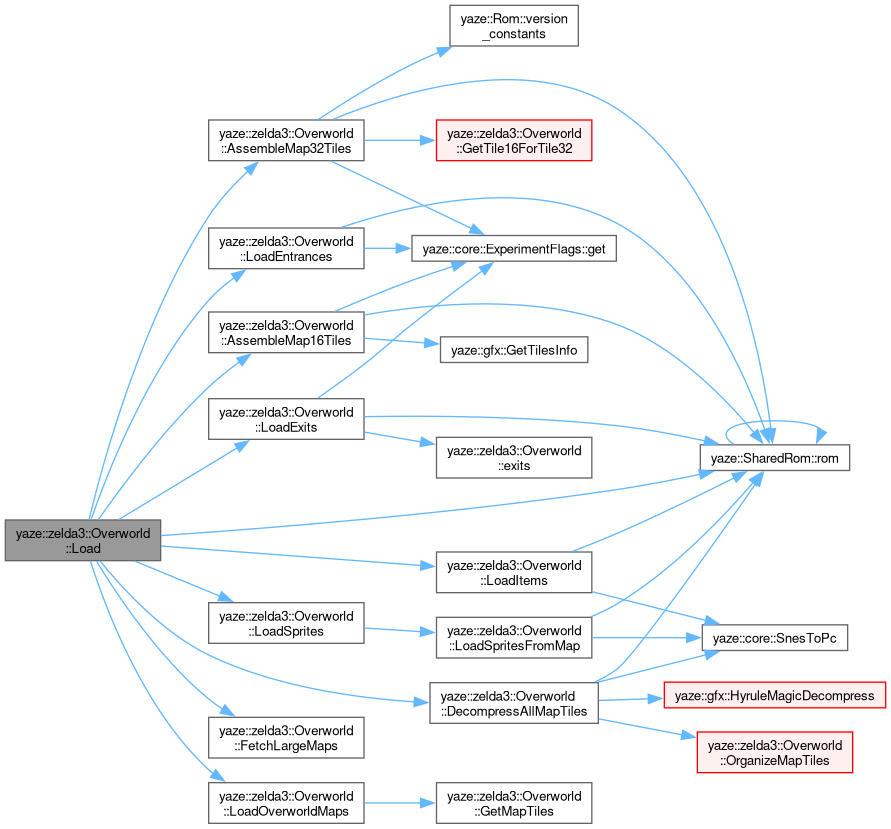 yaze::Rom::version
_constants
yaze::zelda3::Overworld
::AssembleMap32Tiles
yaze::zelda3::Overworld
::GetTile16ForTile32
yaze::zelda3::Overworld
::LoadEntrances
yaze::core::ExperimentFlags::get
yaze::zelda3::Overworld
::AssembleMap16Tiles
yaze::gfx::GetTilesInfo
yaze::zelda3::Overworld
::LoadExits
yaze::zelda3::Overworld
::exits
yaze::SharedRom::rom
yaze::zelda3::Overworld
::Load
yaze::zelda3::Overworld
::LoadItems
yaze::zelda3::Overworld
::LoadSprites
yaze::zelda3::Overworld
::LoadSpritesFromMap
yaze::core::SnesToPc
yaze::zelda3::Overworld
::DecompressAllMapTiles
yaze::gfx::HyruleMagicDecompress
yaze::zelda3::Overworld
::FetchLargeMaps
yaze::zelda3::Overworld
::OrganizeMapTiles
yaze::zelda3::Overworld
::LoadOverworldMaps
yaze::zelda3::Overworld
::GetMapTiles